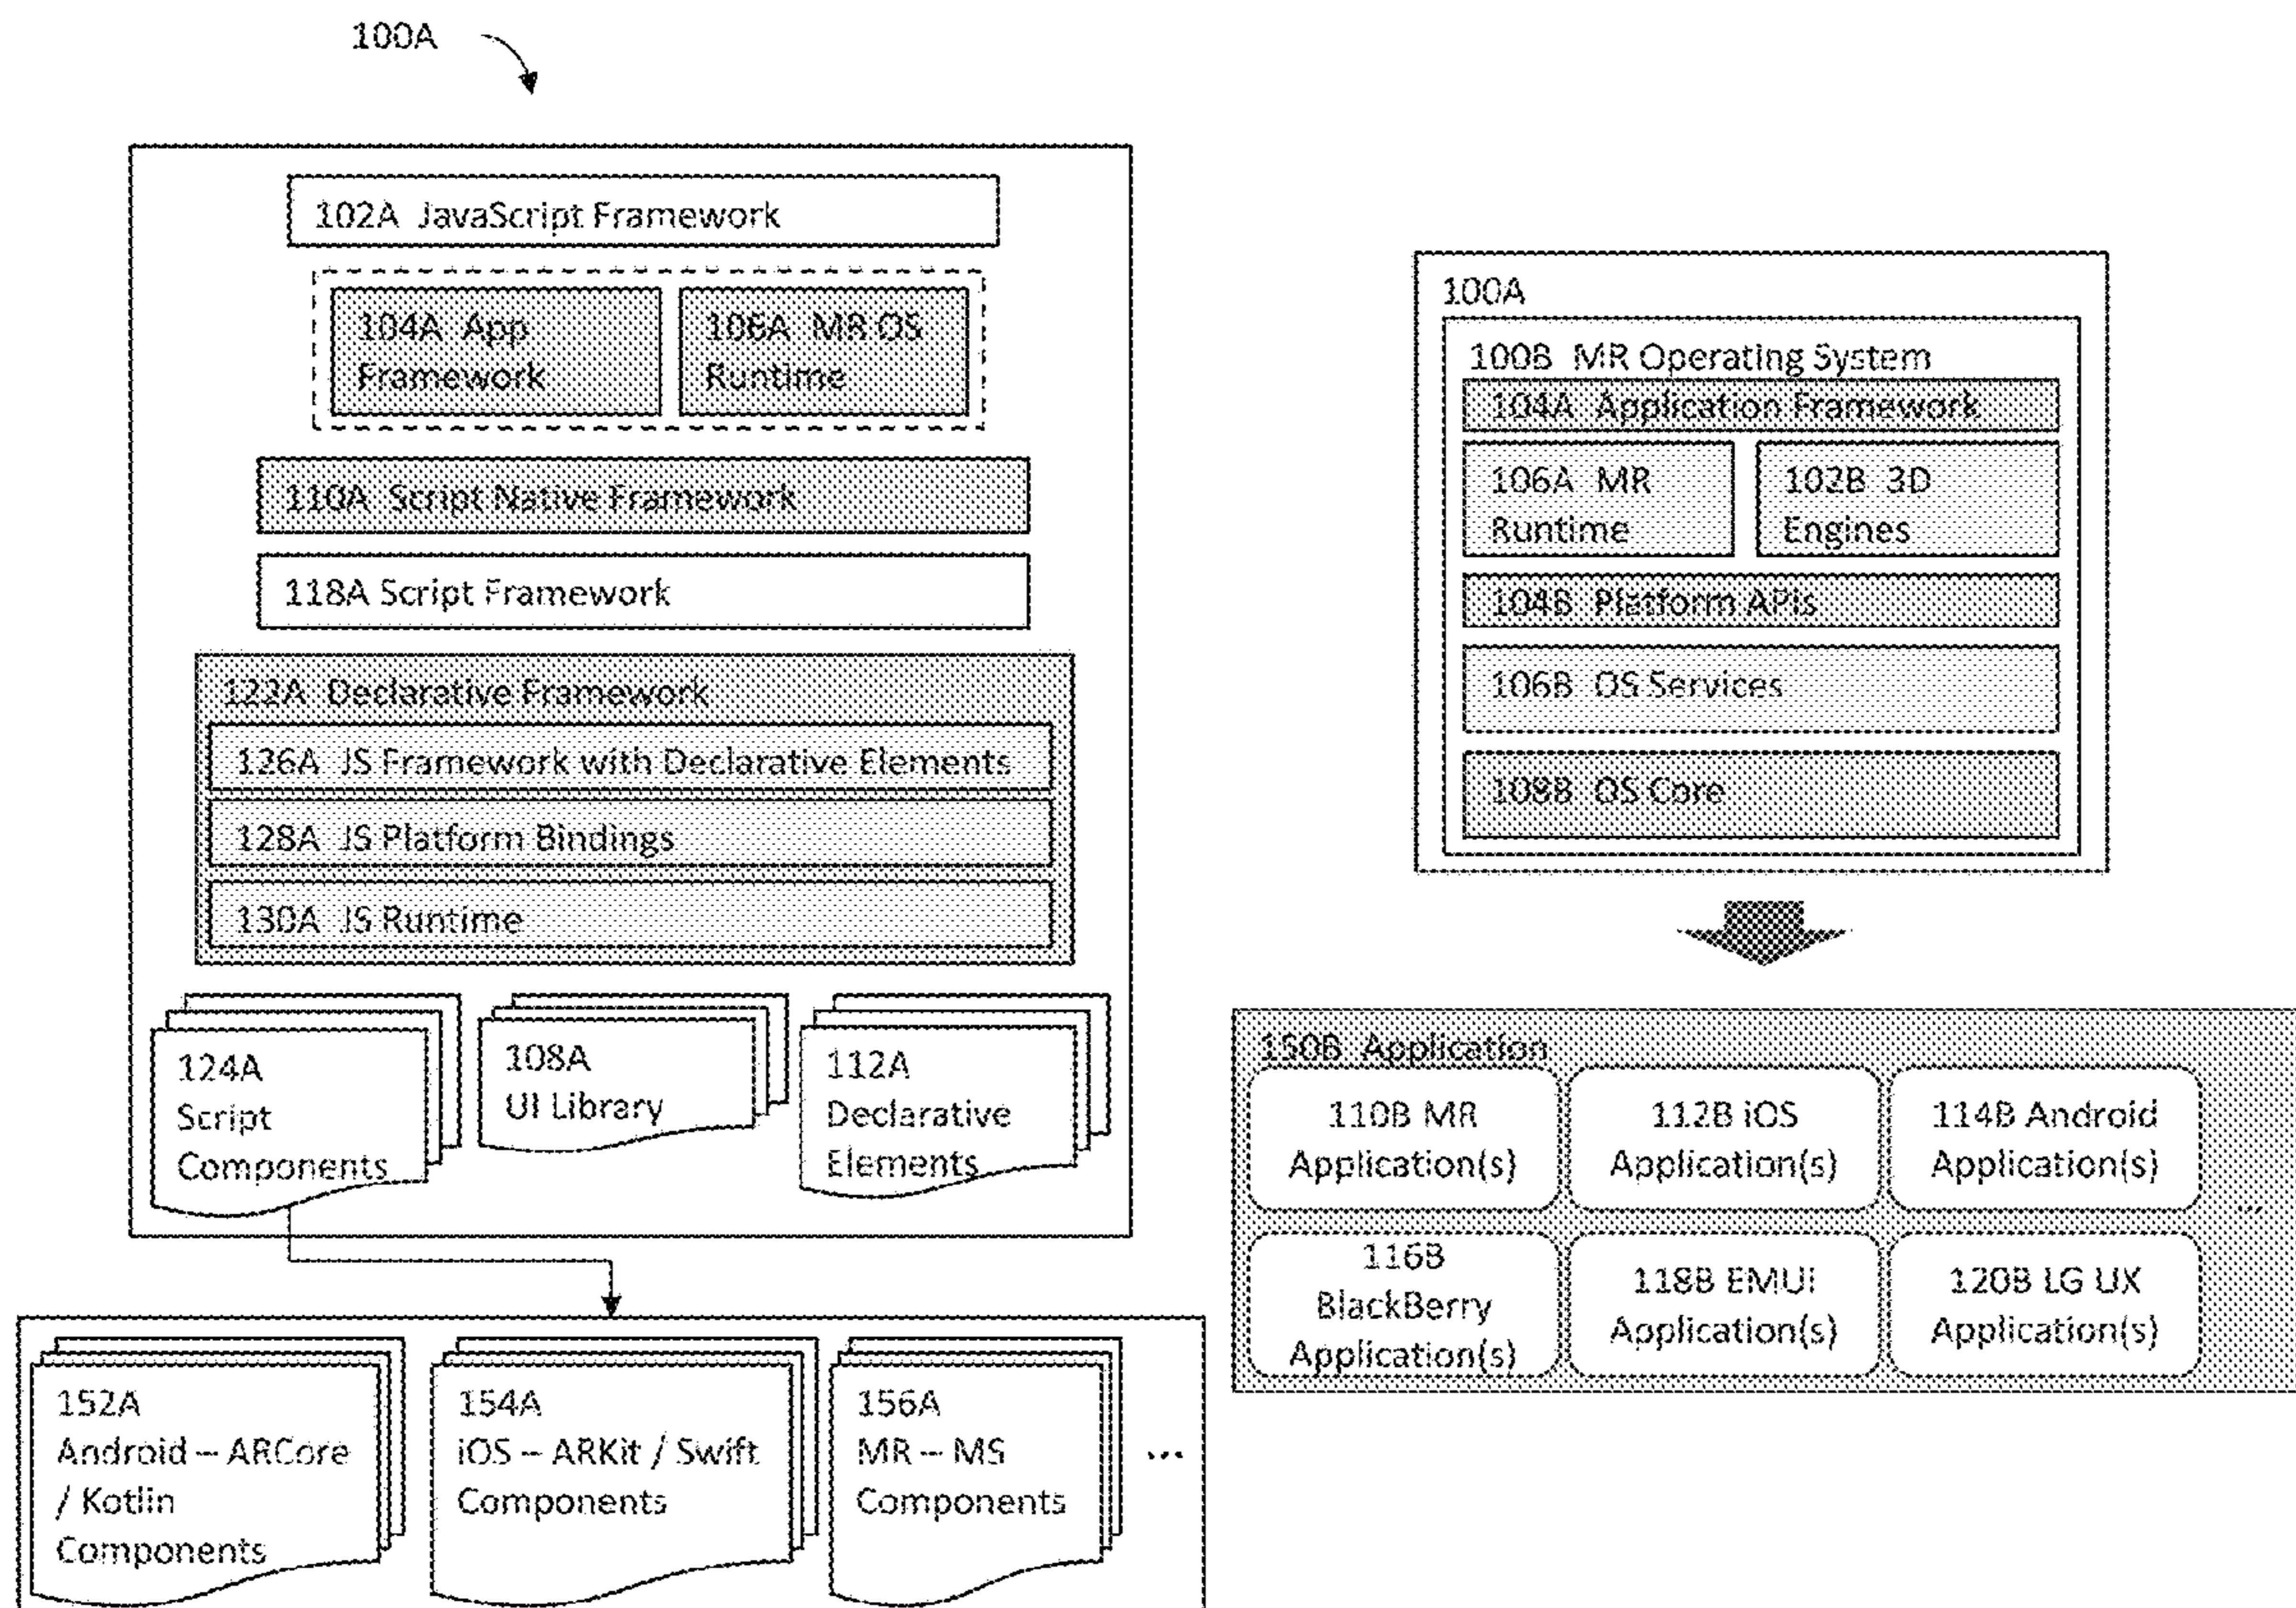 100A
102A JavaScript Framework
104A App
Framework
106A MR OS
Runtime
110A Script Native Framework
118A Script Framework
122A Declarative Framework
126A JS Framework with Declarative Elements
128A JS Platform Bindings
130A JS Runtime
124A
Script
Components
108A
UI Library
112A
Declarative
Elements
152A
Android – ARCore
/ Kotlin
Components
154A
iOS – ARKit / Swift
Components
156A
MR – MS
Components
...
100A
100B MR Operating System
104A Application Framework
106A MR
Runtime
102B 3D
Engines
104B Platform APIs
106B OS Services
108B OS Core
150B Application
110B MR
Application(s)
112B iOS
Application(s)
114B Android
Application(s)
...
116B
BlackBerry
Application(s)
118B EMUI
Application(s)
120B LG UX
Application(s)